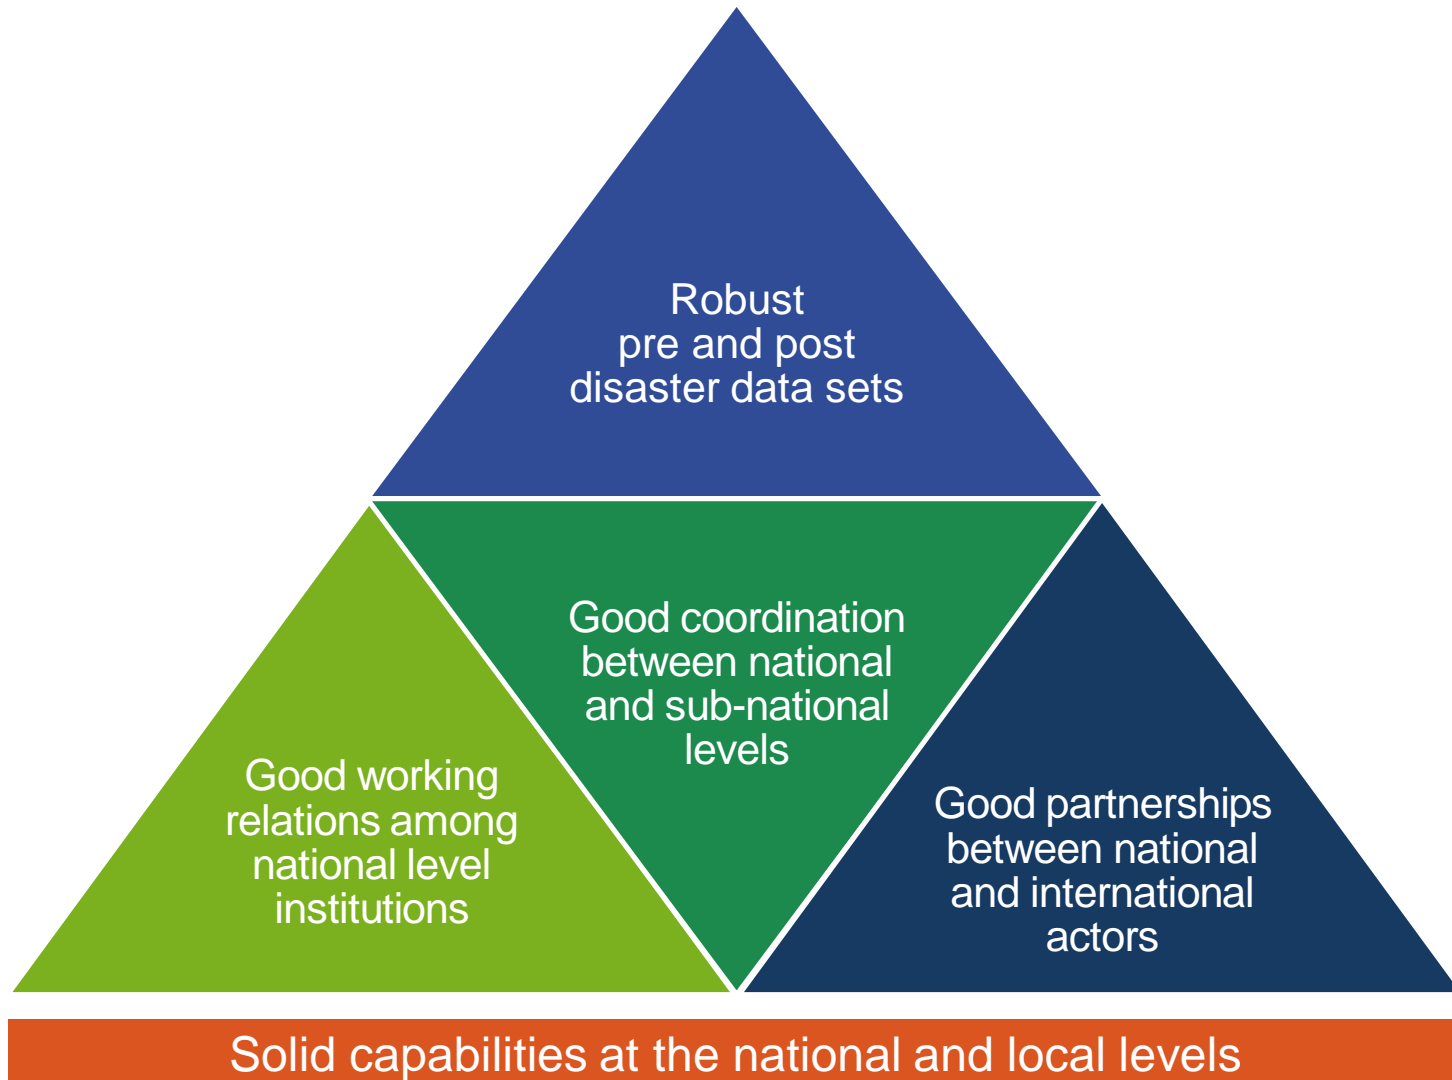 Robust
pre and post
disaster data sets
Good coordination
between national
and sub-national
levels
Good working
relations among
national level
institutions
Good partnerships
between national
and international
actors
Solid capabilities at the national and local levels